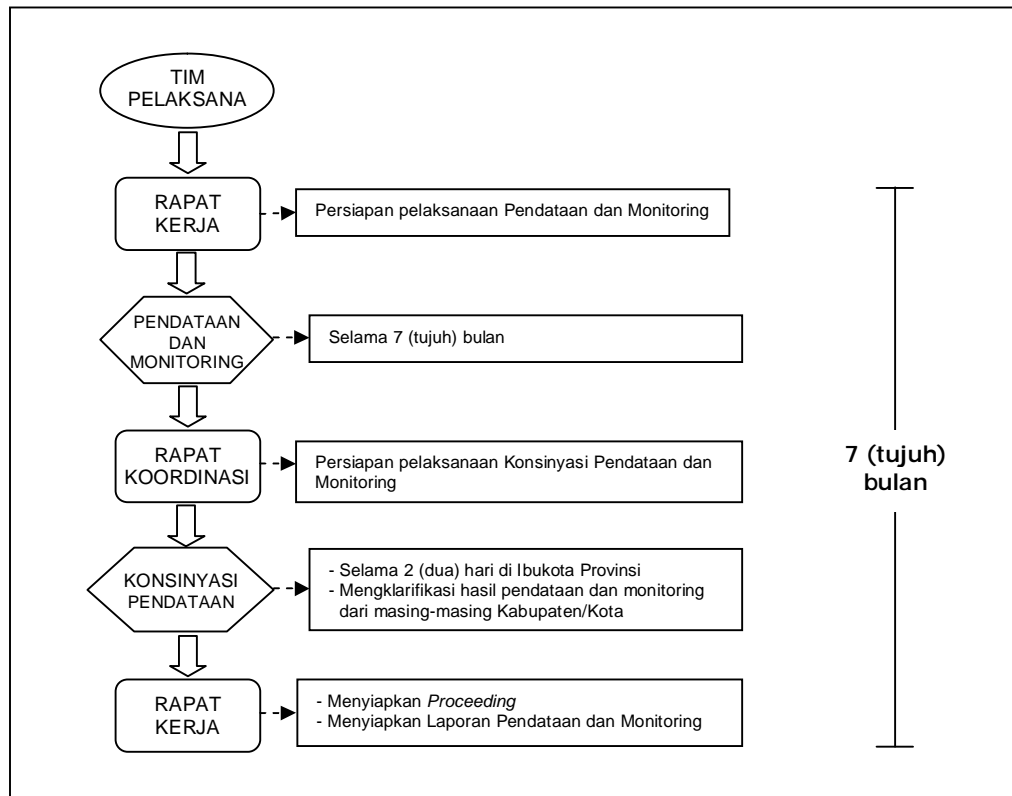 TIM
PELAKSANA
RAPAT
KERJA
Persiapan pelaksanaan Pendataan dan Monitoring
PENDATAAN
DAN
MONITORING
Selama 7 (tujuh) bulan
RAPAT
KOORDINASI
Persiapan pelaksanaan Konsinyasi Pendataan dan
Monitoring
7 (tujuh)
bulan
KONSINYASI
PENDATAAN
- Selama 2 (dua) hari di Ibukota Provinsi
- Mengklarifikasi hasil pendataan dan monitoring
dari masing-masing Kabupaten/Kota
RAPAT
KERJA
- Menyiapkan Proceeding
- Menyiapkan Laporan Pendataan dan Monitoring